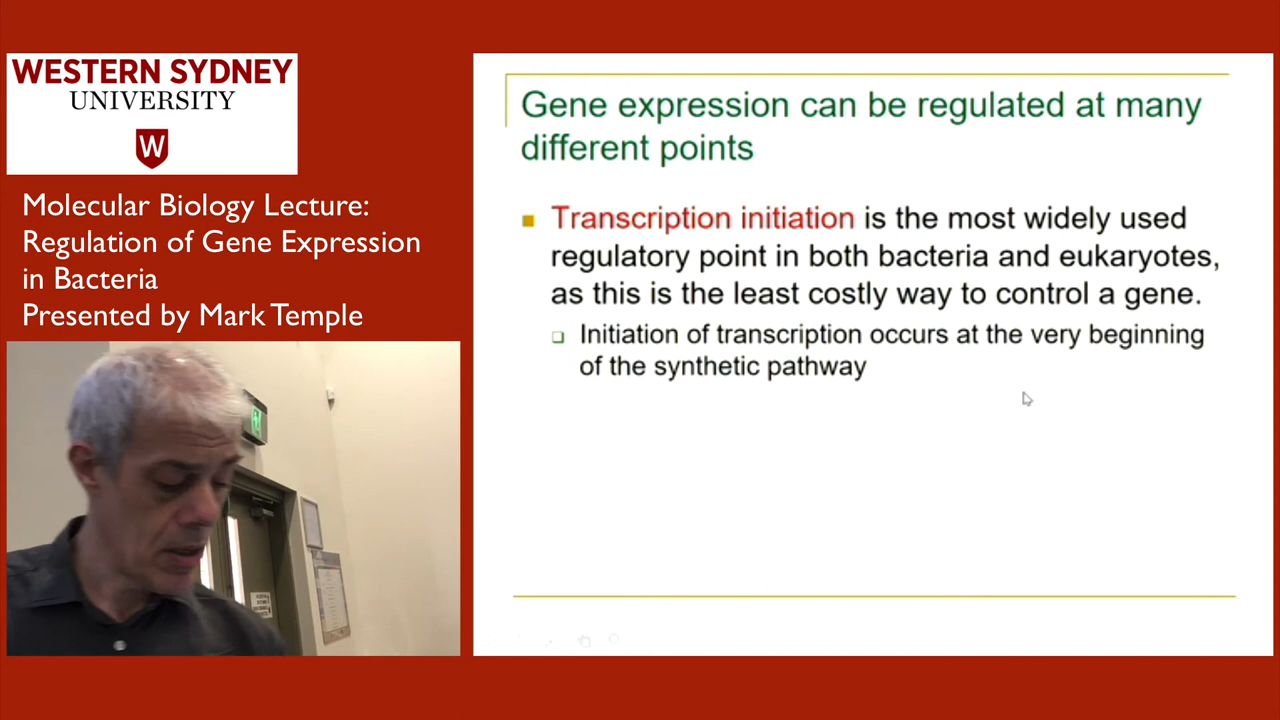 WESTERN SYDNEY
UNIVERSITY
W
Molecular Biology Lecture:
Regulation of Gene Expression
in Bacteria
Presented by Mark Temple
Gene expression can be regulated at many
different points
Transcription initiation is the most widely used
regulatory point in both bacteria and eukaryotes,
as this is the least costly way to control a gene.
Initiation of transcription occurs at the very beginning
of the synthetic pathway